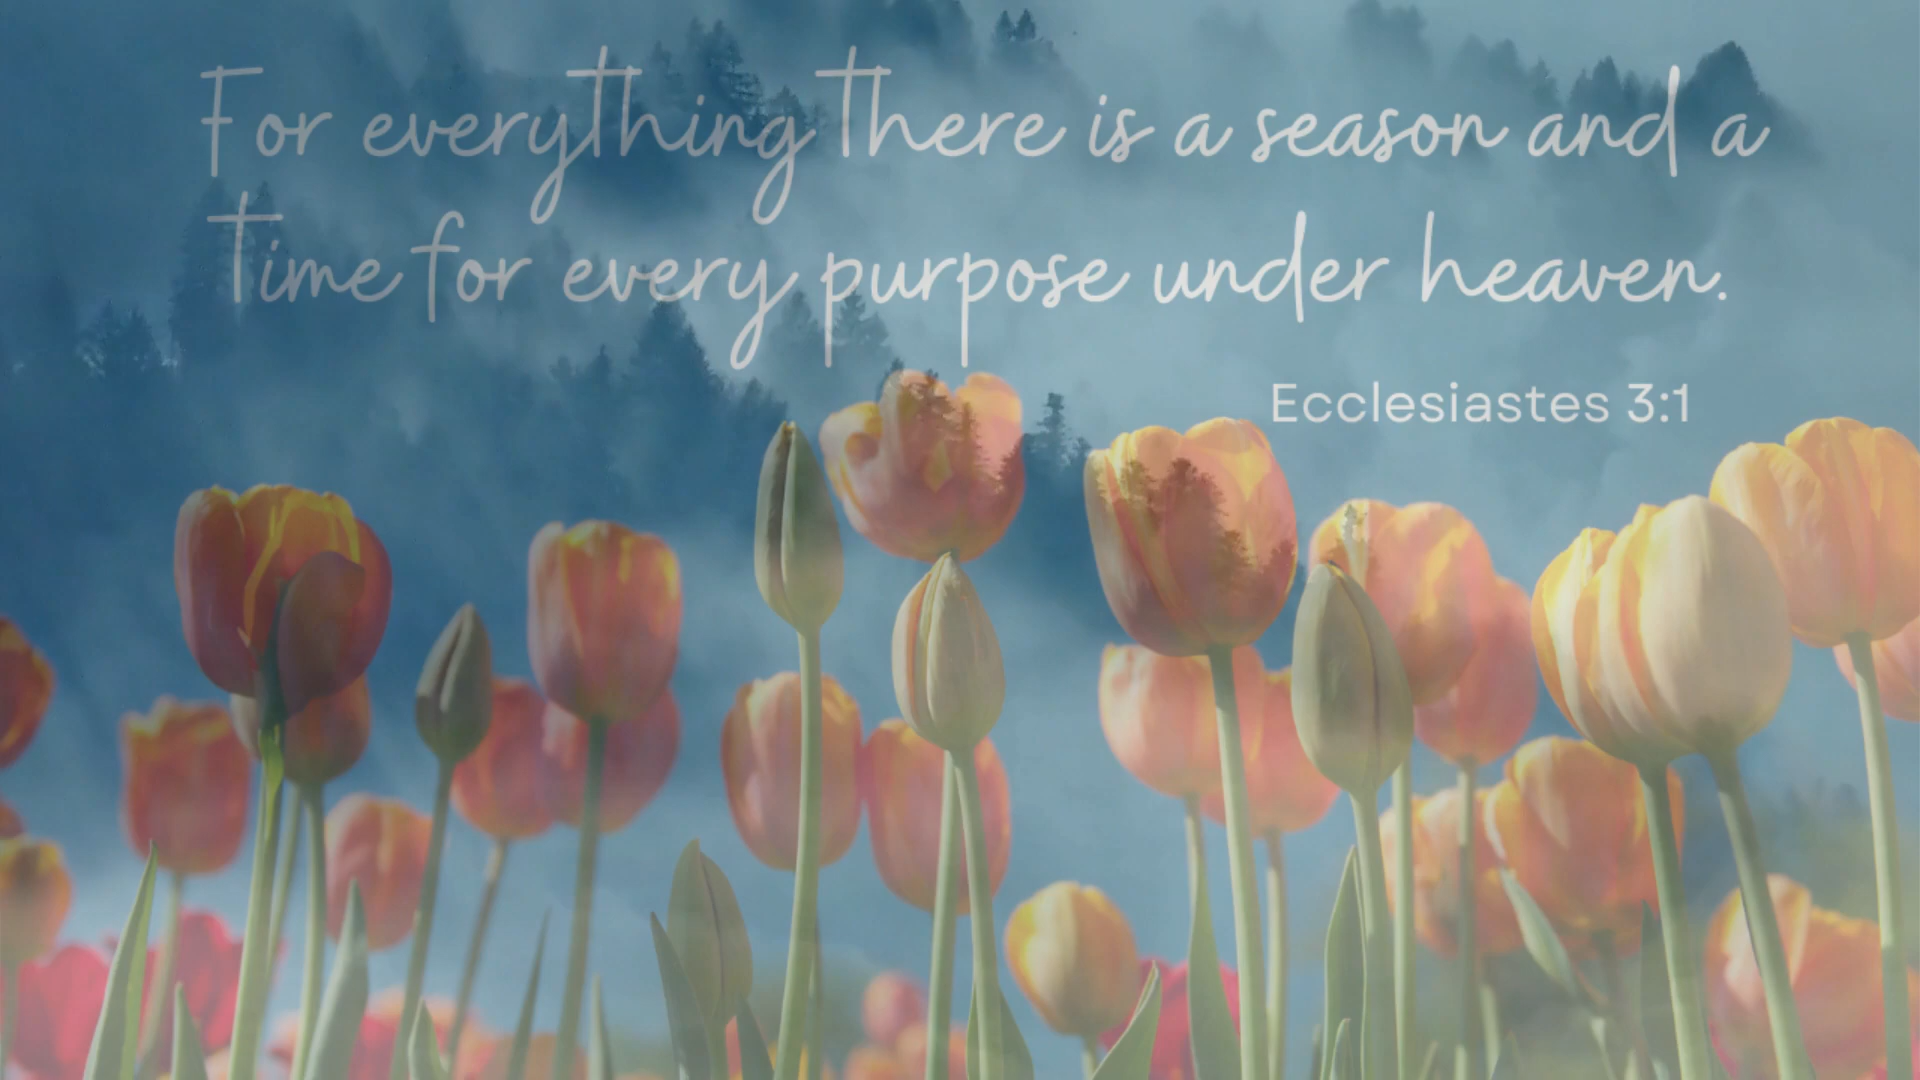 For everything there is a season and a
time for every purpose under heaven.
Ecclesiastes 3:1